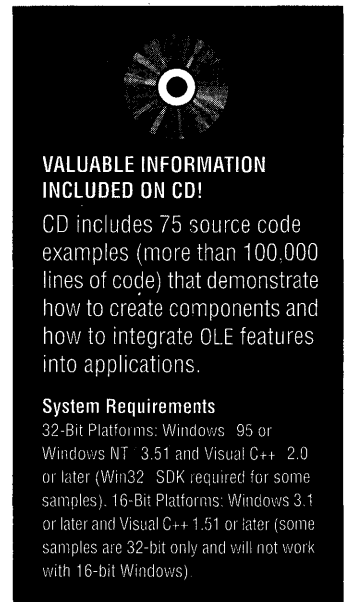 VALUABLE INFORMATION
INCLUDED ON CD!
CD includes 75 source code
examples (more than 100,000
lines of code) that demonstrate
how to create components and
how to integrate OLE features
into applications.
System Requirements
32-Bit Platforms: Windows 95 or
Windows NT 3.51 and Visual C++ 2.0
or later (Win32 SDK required for some
samples). 16-Bit Platforms: Windows 3.1
or later and Visual C++ 1.51 or later (some
samples are 32-bit only and will not work
with 16-bit Windows)